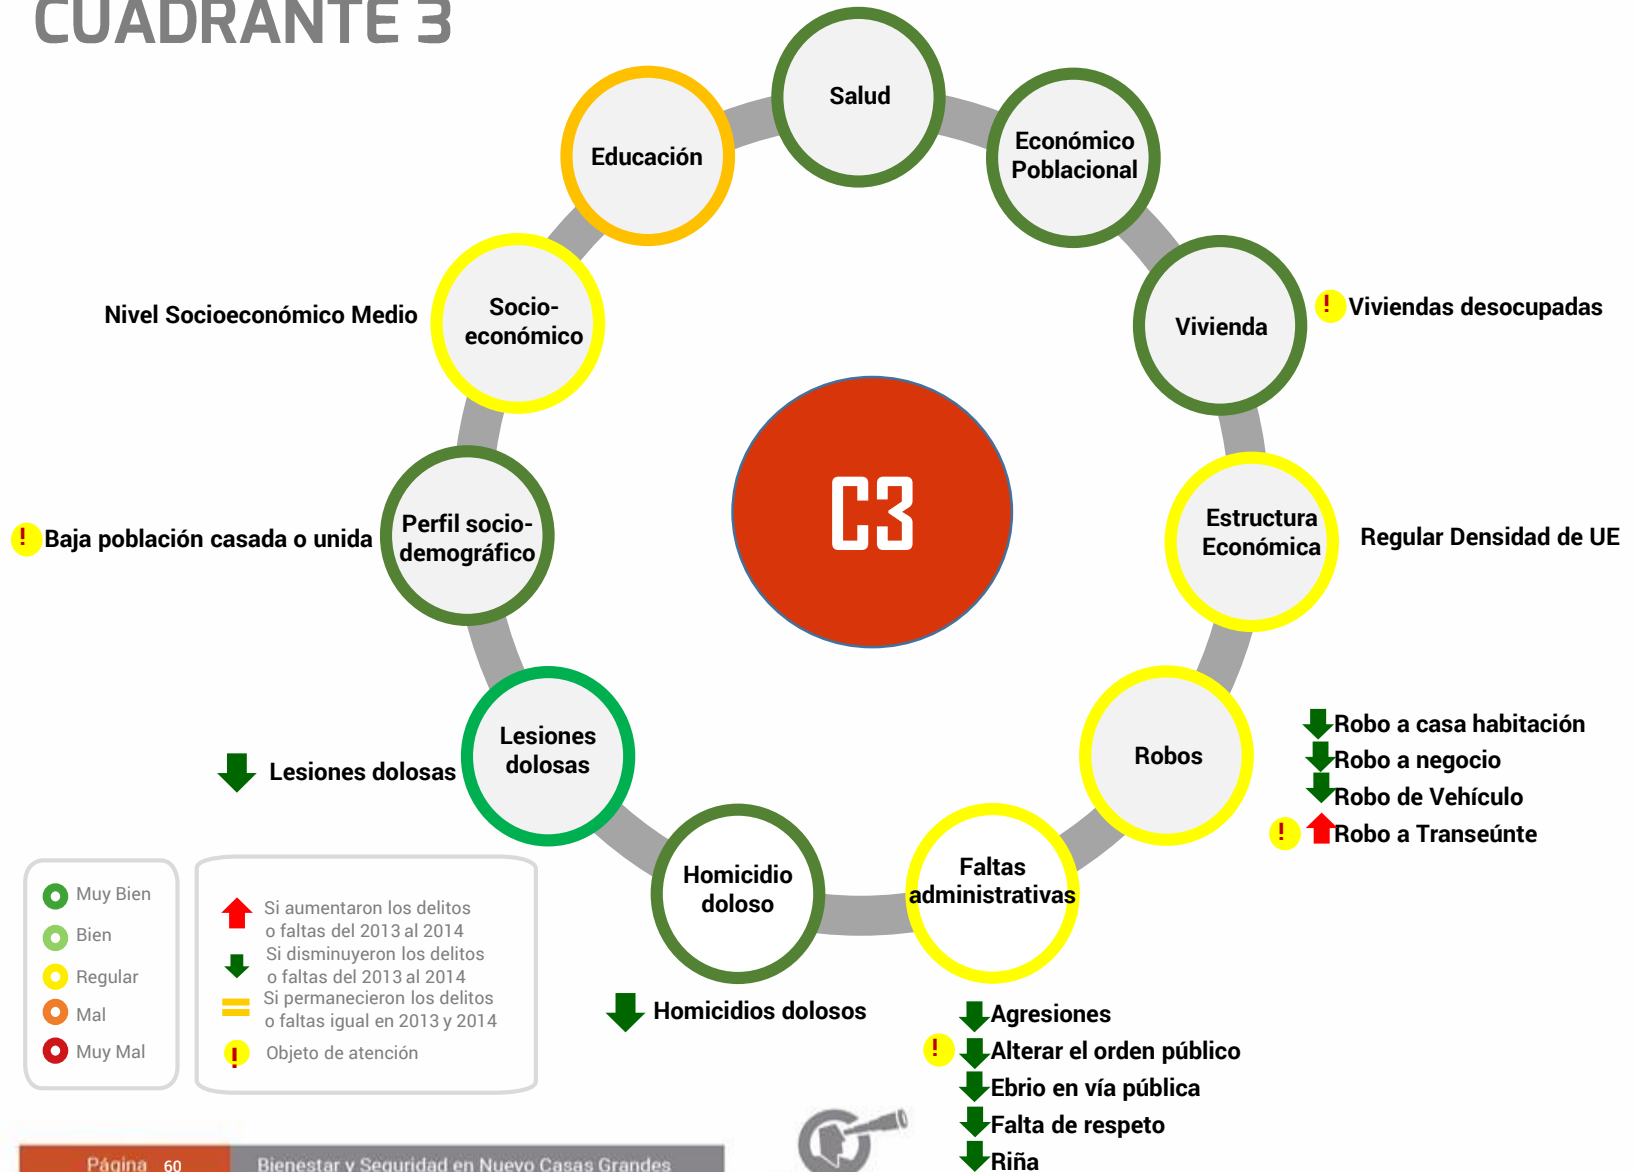 CUADRANTE 3
Salud
Educación
Económico
Poblacional
Socio-
económico
Nivel Socioeconómico Medio
Vivienda
! Viviendas desocupadas
C3
Perfil socio-
demográfico
! Baja población casada o unida
Estructura
Económica
Regular Densidad de UE
Lesiones
dolosas
Lesiones dolosas
Robos
Robo a casa habitación
Robo a negocio
Robo de Vehículo
! Robo a Transeúnte
Homicidio
doloso
Homicidios dolosos
Faltas
administrativas
Agresiones
! Alterar el orden público
Ebrio en vía pública
Falta de respeto
Riña
Muy Bien
Bien
Regular
Mal
Muy Mal
Si aumentaron los delitos
o faltas del 2013 al 2014
Si disminuyeron los delitos
o faltas del 2013 al 2014
Si permanecieron los delitos
o faltas igual en 2013 y 2014
! Objeto de atención
Página 60
Bienestar y Seguridad en Nuevo Casas Grandes